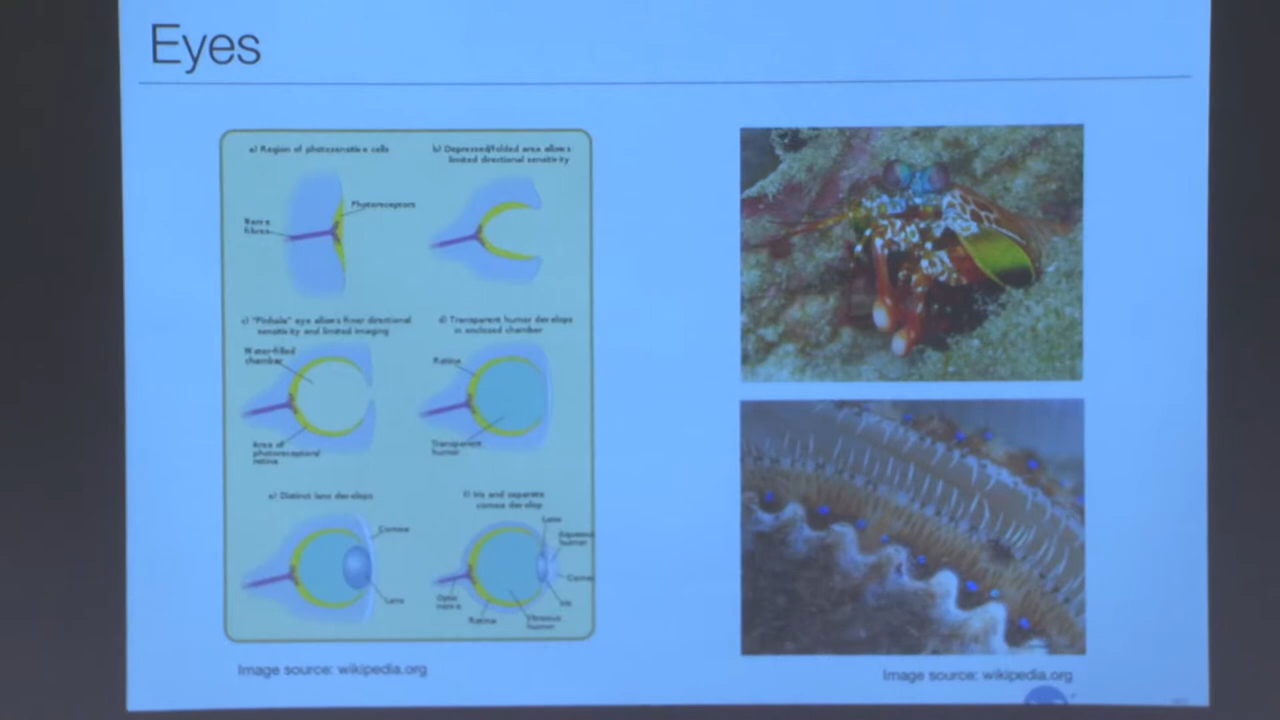 Eyes
a) Region of photosensitive cells
Photoreceptors
Nerve
fibres
b) Depressed/folded area allows
limited directional sensitivity
c) "Pinhole" eye allows finer directional
sensitivity and limited imaging
Water-filled
chamber
Area of
photoreceptional
retina
d) Transparent humor develops
in enclosed chamber
Retina
Transparent
humor
e) Distinct lens develops
Cornea
Lens
f) Iris and separate
cornea develop
Lens
Aqueous
humor
Cornea
Iris
Optic
nerve
Retina
Vitreous
humor
Image source: wikipedia.org
Image source: wikipedia.org